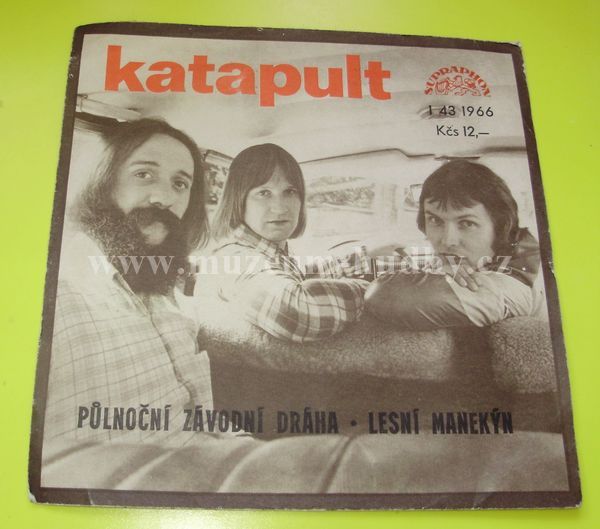 katapult
SUPRAPHON
1 43 1966
Kčs 12,—
www.muzeumhudby.cz
PŮLNOČNÍ ZÁVODNÍ DRÁHA • LESNÍ MANEKÝN